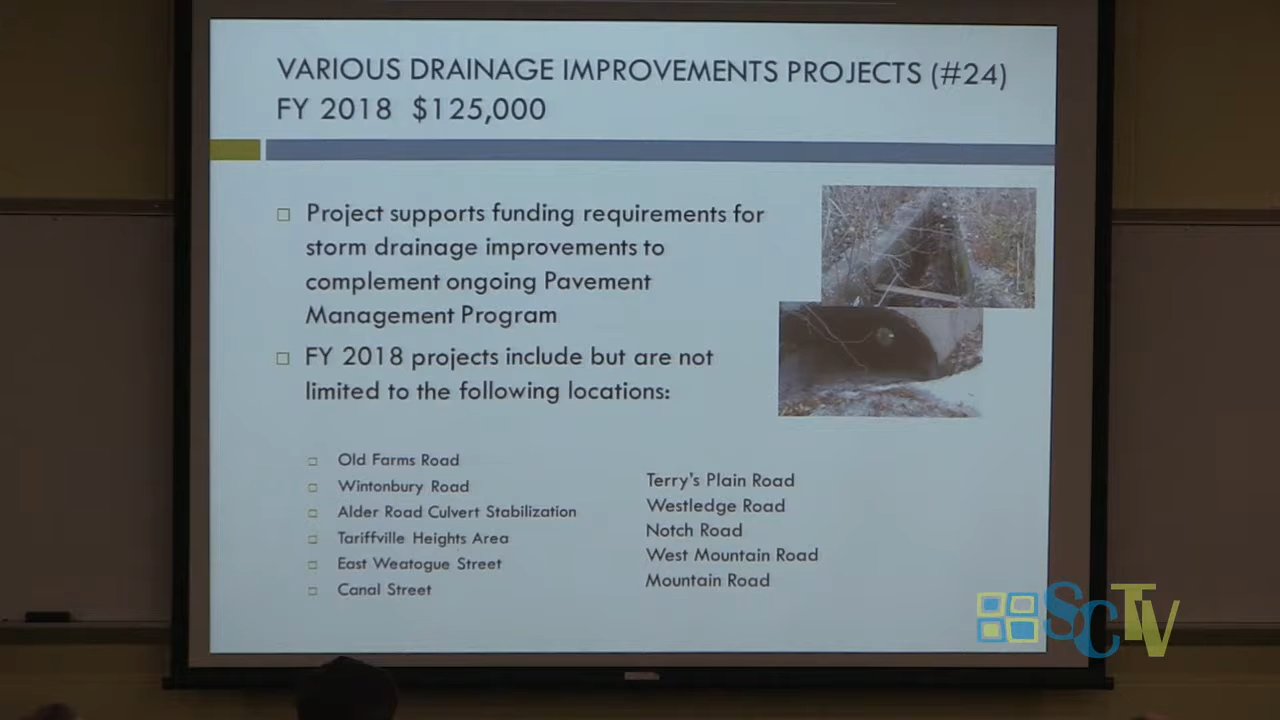 VARIOUS DRAINAGE IMPROVEMENTS PROJECTS (#24)
FY 2018 $125,000
Project supports funding requirements for
storm drainage improvements to
complement ongoing Pavement
Management Program
FY 2018 projects include but are not
limited to the following locations:
Old Farms Road
Wintonbury Road
Alder Road Culvert Stabilization
Tariffville Heights Area
East Weatogue Street
Canal Street
Terry's Plain Road
Westledge Road
Notch Road
West Mountain Road
Mountain Road
SCTV